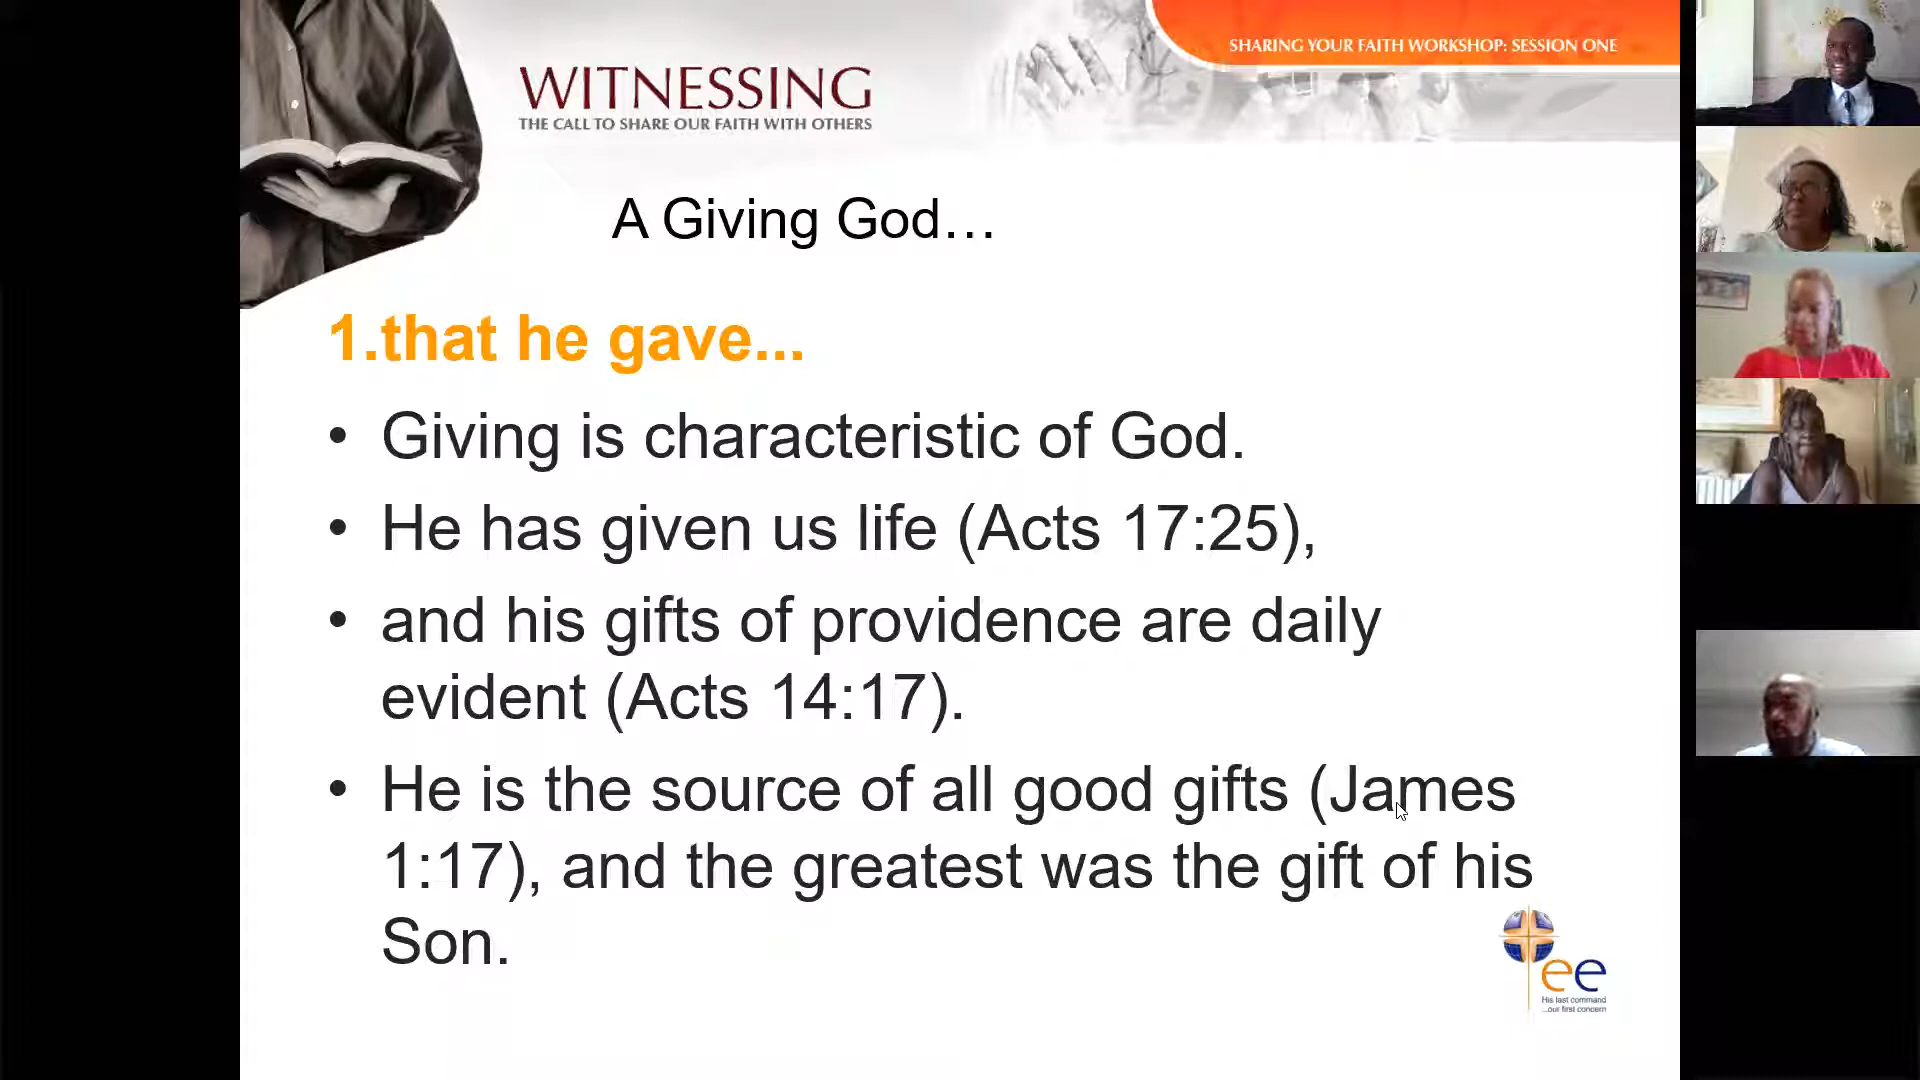 SHARING YOUR FAITH WORKSHOP: SESSION ONE
WITNESSING
THE CALL TO SHARE OUR FAITH WITH OTHERS
A Giving God…
1.that he gave...
• Giving is characteristic of God.
• He has given us life (Acts 17:25),
• and his gifts of providence are daily
evident (Acts 14:17).
• He is the source of all good gifts (James
1:17), and the greatest was the gift of his
Son.
ee
His last command
...our first concern